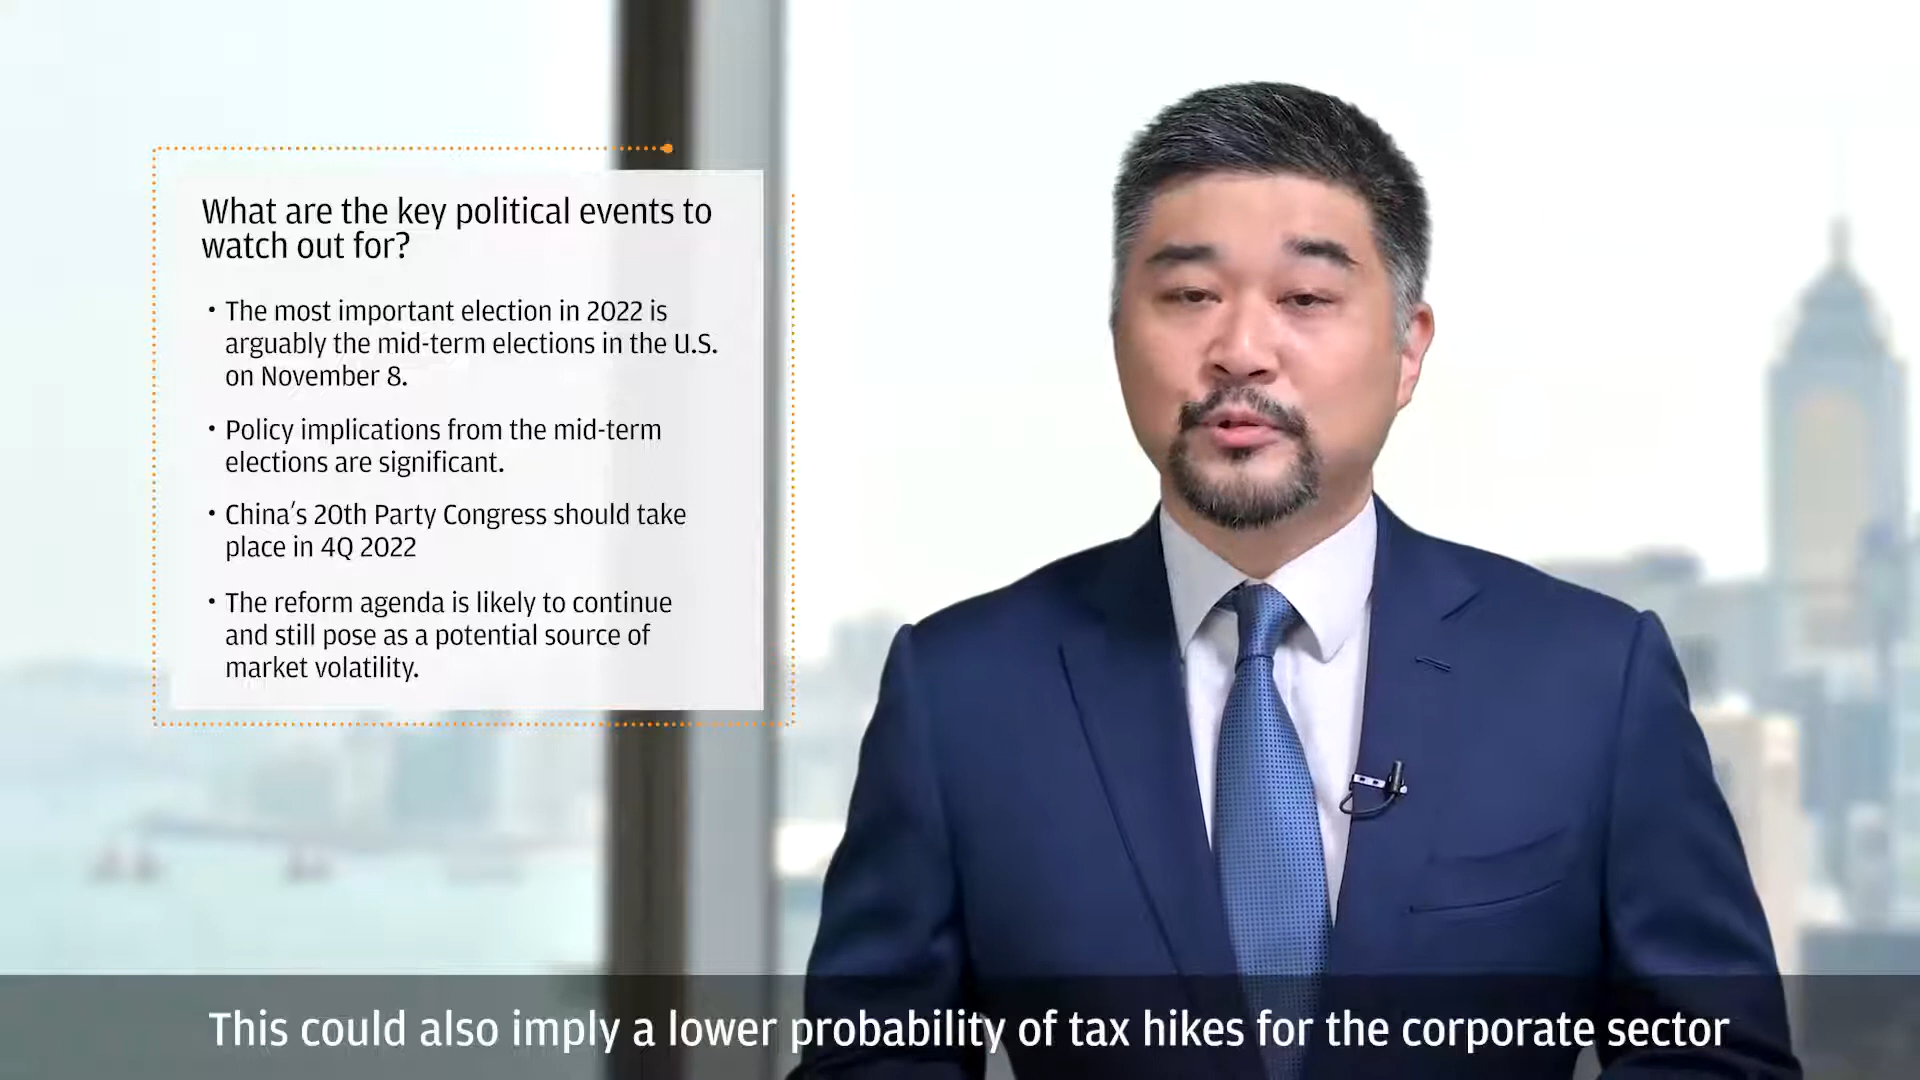 What are the key political events to
watch out for?
• The most important election in 2022 is
arguably the mid-term elections in the U.S.
on November 8.
• Policy implications from the mid-term
elections are significant.
• China's 20th Party Congress should take
place in 4Q 2022
• The reform agenda is likely to continue
and still pose as a potential source of
market volatility.
This could also imply a lower probability of tax hikes for the corporate sector